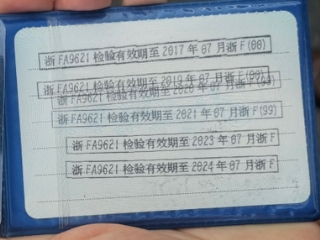 浙 FA9621 检验有效期至 2017 年 07 月浙 F(00)
浙 FA9621 检验有效期至 2019 年 07 月浙 F(00)
浙 FA9621 检验有效期至 2020 年 07 月浙 F(99)
浙 FA9621 检验有效期至 2021 年 07 月浙 F(99)
浙 FA9621 检验有效期至 2023 年 07 月浙 F
浙 FA9621 检验有效期至 2024 年 07 月浙 F